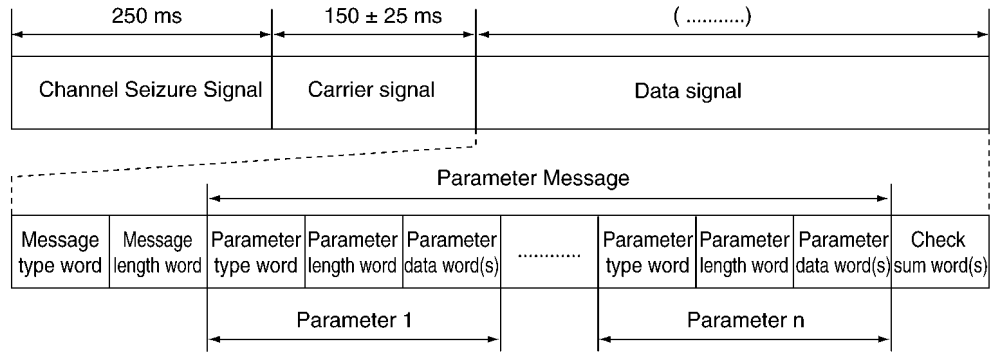 250 ms
150 ± 25 ms
( ...........)
Channel Seizure Signal
Carrier signal
Data signal
Parameter Message
Message
type word
Message
length word
Parameter
type word
Parameter
length word
Parameter
data word(s)
............
Parameter
type word
Parameter
length word
Parameter
data word(s)
Check
sum word(s)
Parameter 1
Parameter n